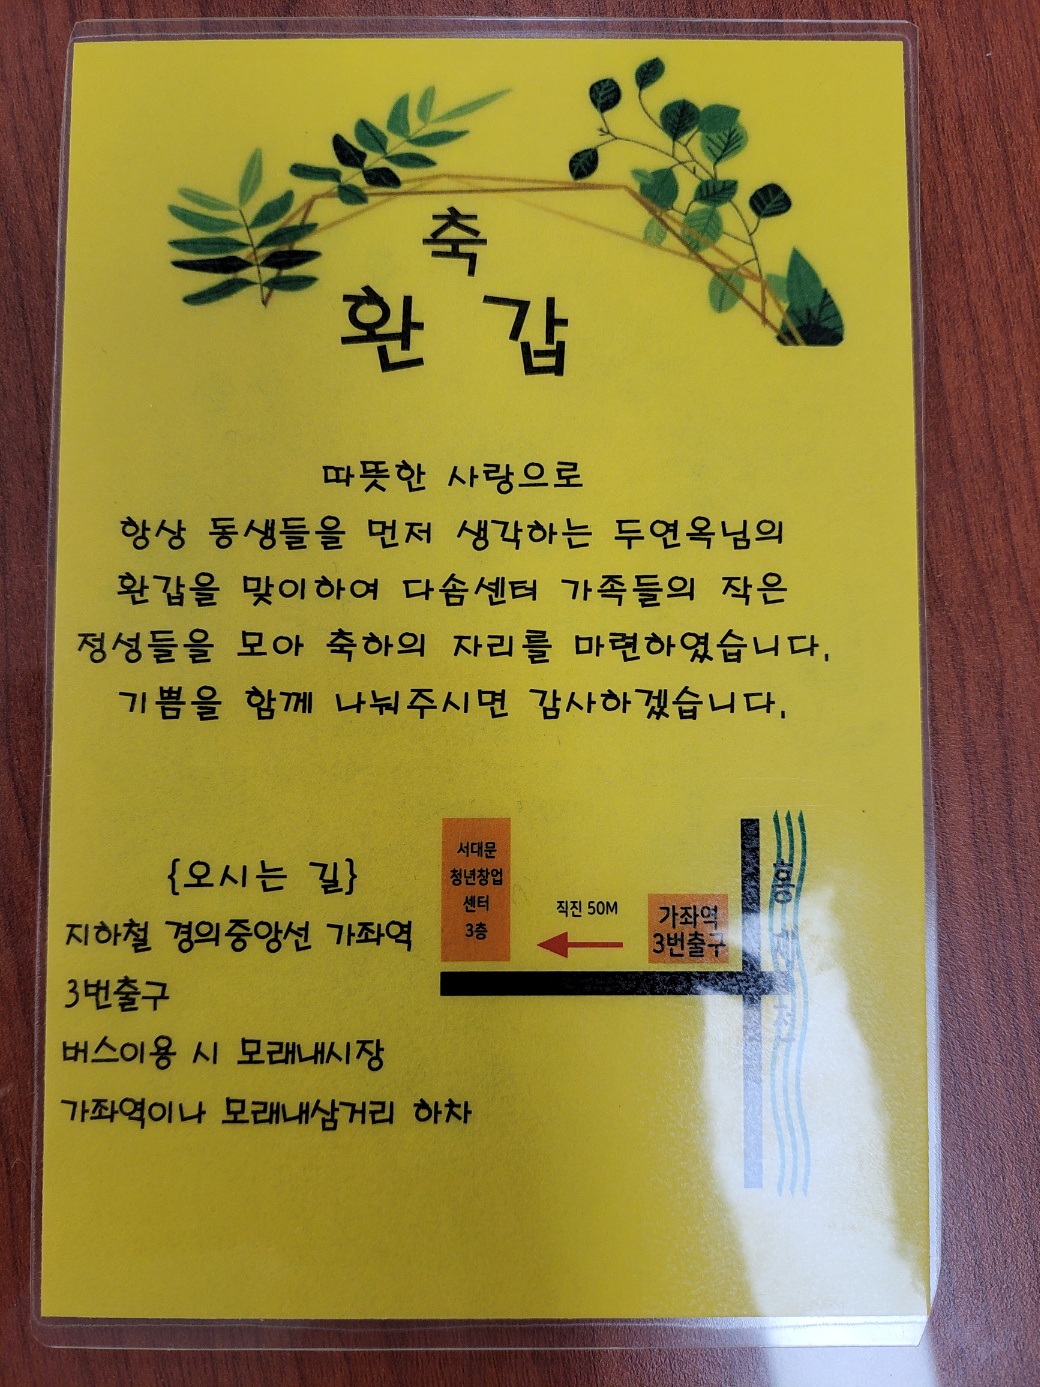 축
환 갑
따뜻한 사랑으로
항상 동생들을 먼저 생각하는 두연옥님의
환갑을 맞이하여 다솜센터 가족들의 작은
정성들을 모아 축하의 자리를 마련하였습니다.
기쁨을 함께 나눠주시면 감사하겠습니다.
{오시는 길}
지하철 경의중앙선 가좌역
3번출구
버스이용 시 모래내시장
가좌역이나 모래내삼거리 하차
서대문
청년창업
센터
3층
직진 50M
가좌역
3번출구
홍제천